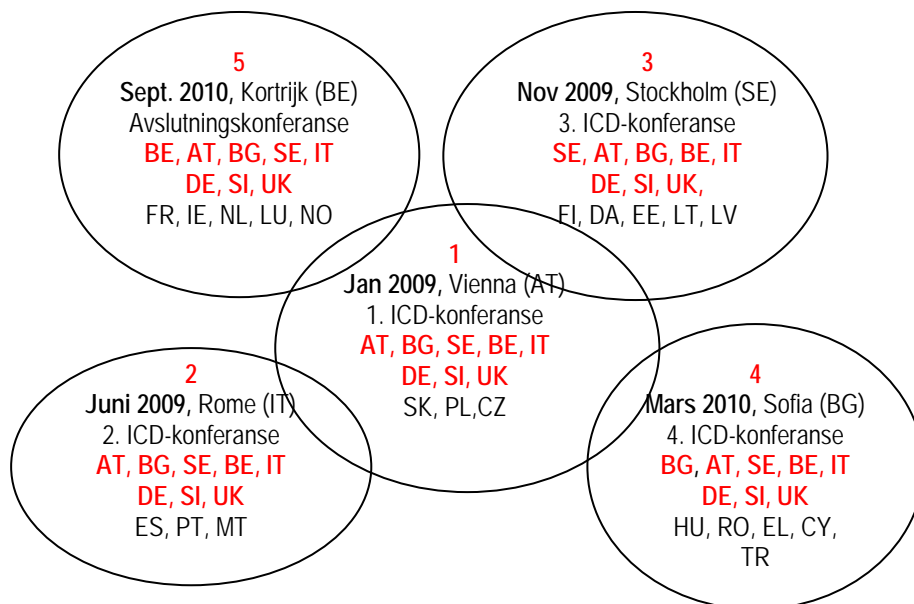 5
Sept. 2010, Kortrijk (BE)
Avslutningskonferanse
BE, AT, BG, SE, IT
DE, SI, UK
FR, IE, NL, LU, NO
3
Nov 2009, Stockholm (SE)
3. ICD-konferanse
SE, AT, BG, BE, IT
DE, SI, UK,
FI, DA, EE, LT, LV
1
Jan 2009, Vienna (AT)
1. ICD-konferanse
AT, BG, SE, BE, IT
DE, SI, UK
SK, PL,CZ
2
Juni 2009, Rome (IT)
2. ICD-konferanse
AT, BG, SE, BE, IT
DE, SI, UK
ES, PT, MT
4
Mars 2010, Sofia (BG)
4. ICD-konferanse
BG, AT, SE, BE, IT
DE, SI, UK
HU, RO, EL, CY,
TR